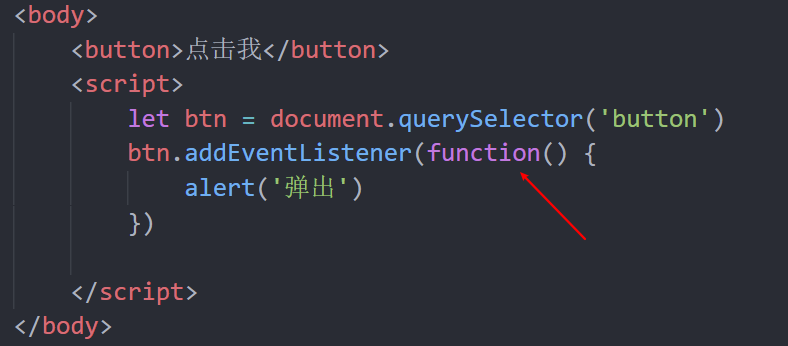 <body>
<button>点击我</button>
<script>
let btn = document.querySelector('button')
btn.addEventListener(function() {
alert('弹出')
})
</script>
</body>